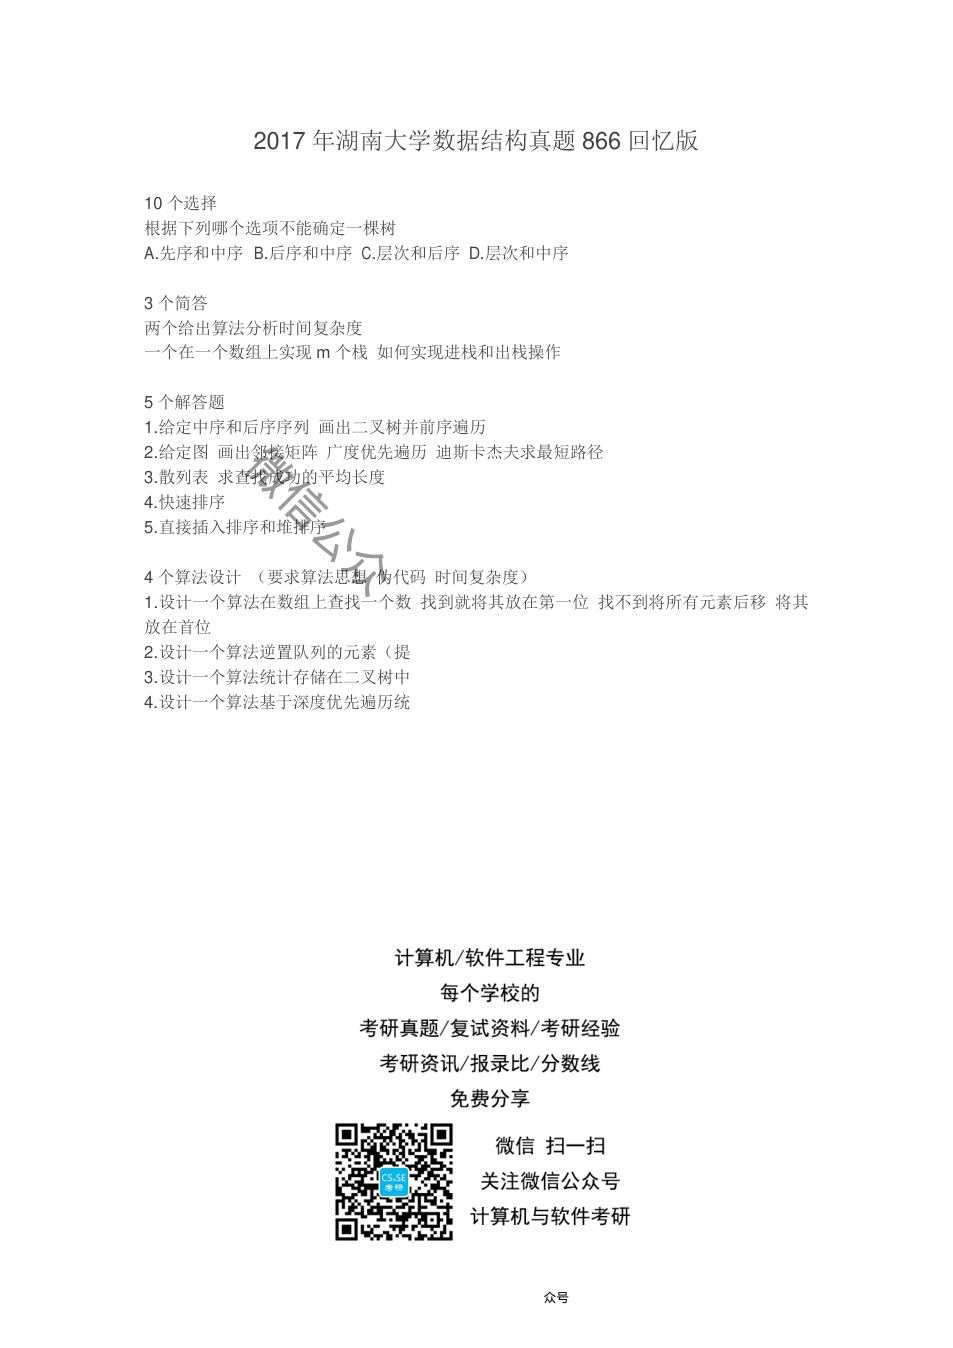 2017 年湖南大学数据结构真题 866 回忆版
10 个选择
根据下列哪个选项不能确定一棵树
A.先序和中序 B.后序和中序 C.层次和后序 D.层次和中序
3 个简答
两个给出算法分析时间复杂度
一个在一个数组上实现 m 个栈 如何实现进栈和出栈操作
5 个解答题
1.给定中序和后序序列 画出二叉树并前序遍历
2.给定图 画出邻接矩阵 广度优先遍历 迪斯卡杰夫求最短路径
3.散列表 求查找成功的平均长度
4.快速排序
5.直接插入排序和堆排序
微信公众
4 个算法设计 （要求算法思想 伪代码 时间复杂度）
1.设计一个算法在数组上查找一个数 找到就将其放在第一位 找不到将所有元素后移 将其
放在首位
2.设计一个算法逆置队列的元素（提
3.设计一个算法统计存储在二叉树中
4.设计一个算法基于深度优先遍历统
计算机/软件工程专业
每个学校的
考研真题/复试资料/考研经验
考研资讯/报录比/分数线
免费分享
CS&SE
考研
微信 扫一扫
关注微信公众号
计算机与软件考研
众号